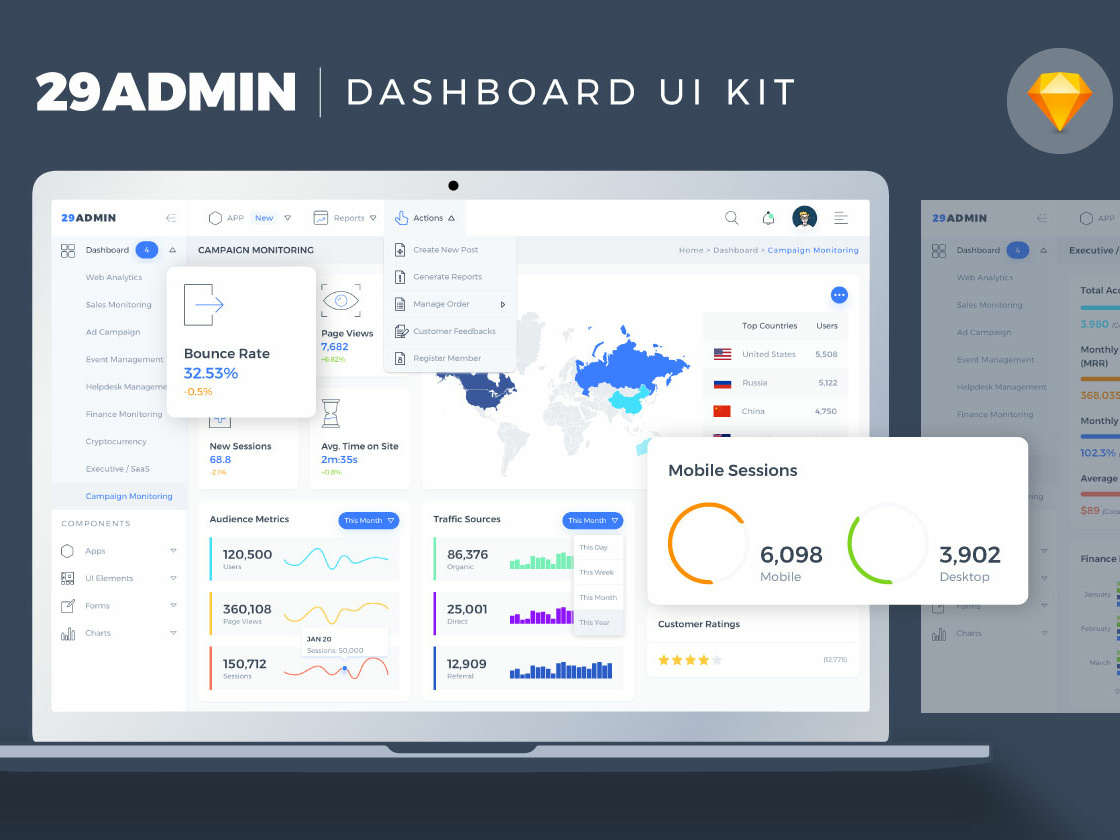 29ADMIN
DASHBOARD UI KIT
29ADMIN
APP New
Reports
Actions
Dashboard 4
CAMPAIGN MONITORING
Home > Dashboard > Campaign Monitoring
Web Analytics
Sales Monitoring
Ad Campaign
Event Management
Helpdesk Manageme
Finance Monitoring
Cryptocurrency
Executive / SaaS
Campaign Monitoring
COMPONENTS
Apps
UI Elements
Forms
Charts
Create New Post
Generate Reports
Manage Order
Customer Feedbacks
Register Member
Bounce Rate
32.53%
-0.5%
Page Views
7,682
+6.82%
New Sessions
68.8
-2.1%
Avg. Time on Site
2m:35s
+0.8%
Top Countries Users
United States 5,508
Russia 5,122
China 4,750
Mobile Sessions
6,098
Mobile
3,902
Desktop
Audience Metrics
This Month
120,500
Users
360,108
Page Views
JAN 20
Sessions: 50,000
150,712
Sessions
Traffic Sources
This Month
This Day
This Week
This Month
This Year
86,376
Organic
25,001
Direct
12,909
Referral
Customer Ratings
(12,775)
29ADMIN
APP
Dashboard 4
Executive /
Web Analytics
Sales Monitoring
Ad Campaign
Event Management
Helpdesk Management
Finance Monitoring
Forms
Charts
Total Acc
3,980
Monthly
(MRR)
368,035
Monthly
102.3%
Average
$89
Finance
January
February
March